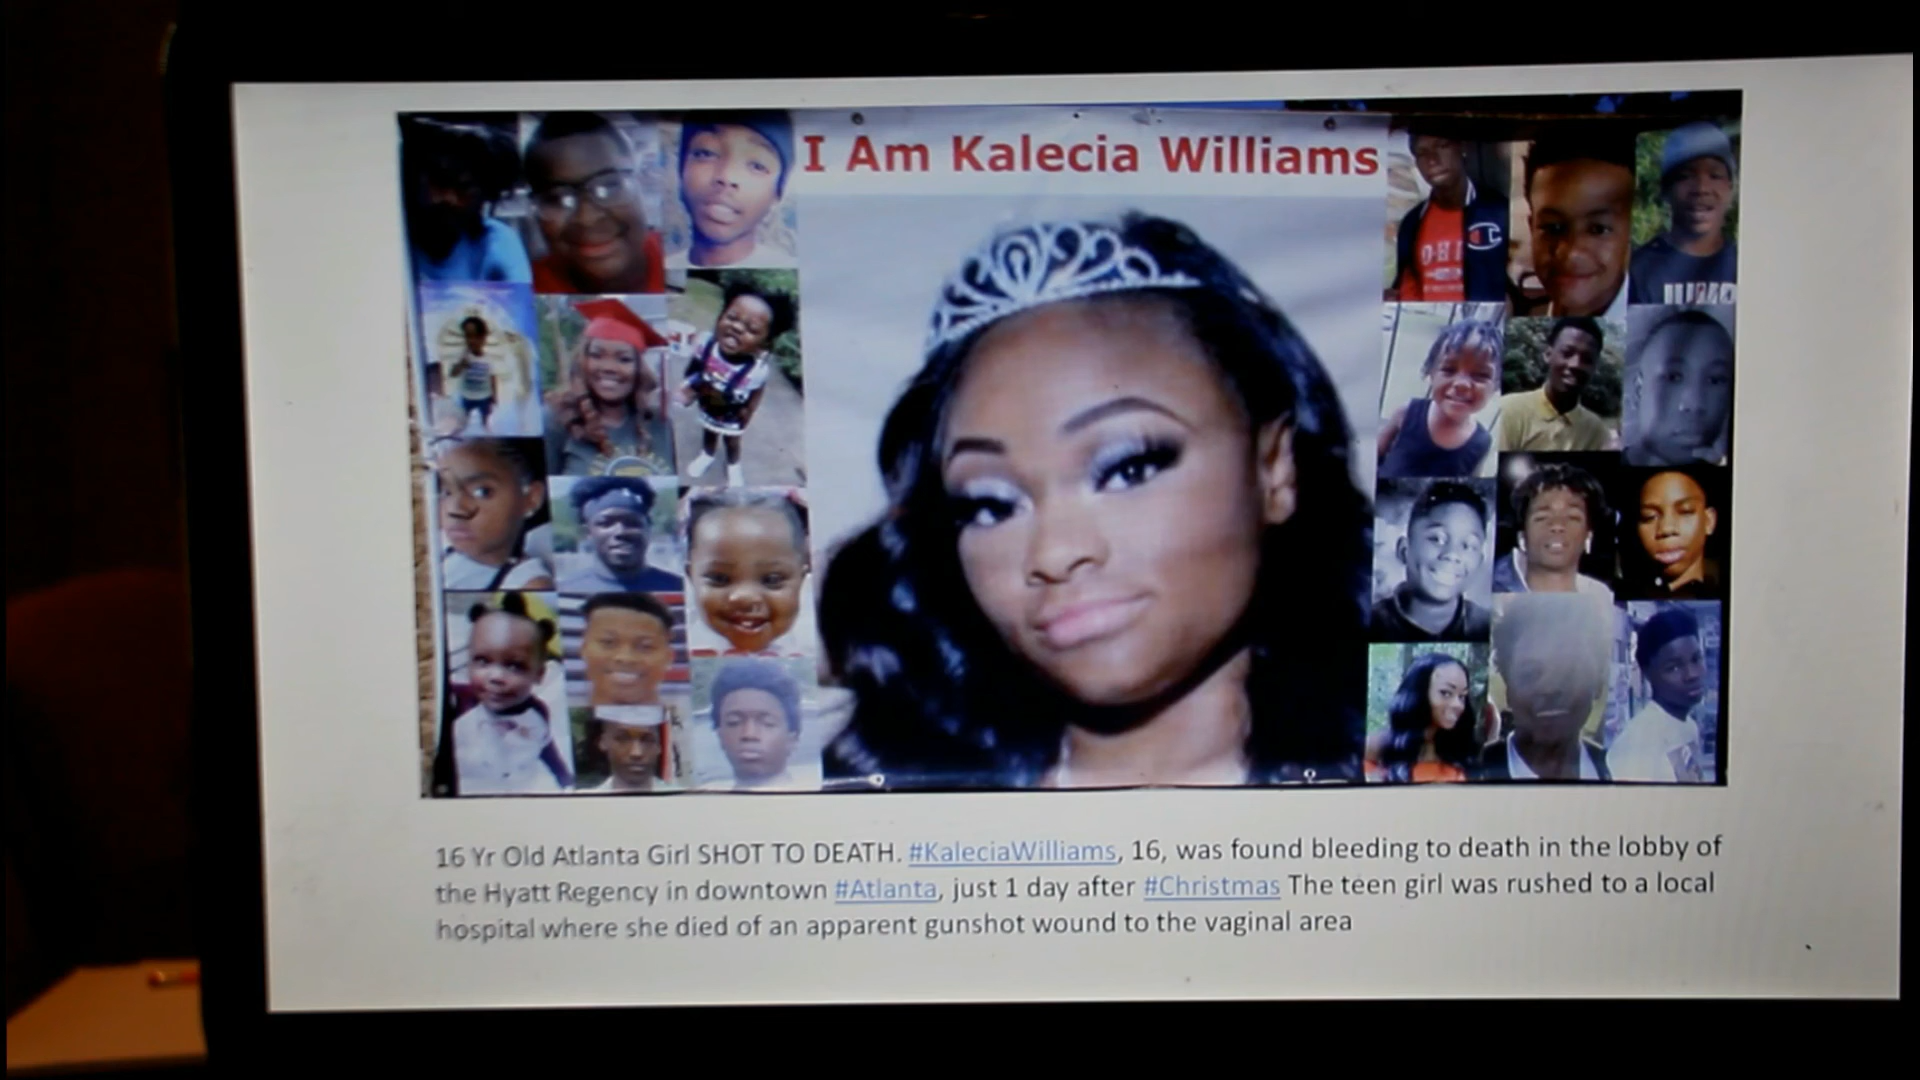 I Am Kalecia Williams
OHI
16 Yr Old Atlanta Girl SHOT TO DEATH. #KaleciaWilliams, 16, was found bleeding to death in the lobby of
the Hyatt Regency in downtown #Atlanta, just 1 day after #Christmas The teen girl was rushed to a local
hospital where she died of an apparent gunshot wound to the vaginal area